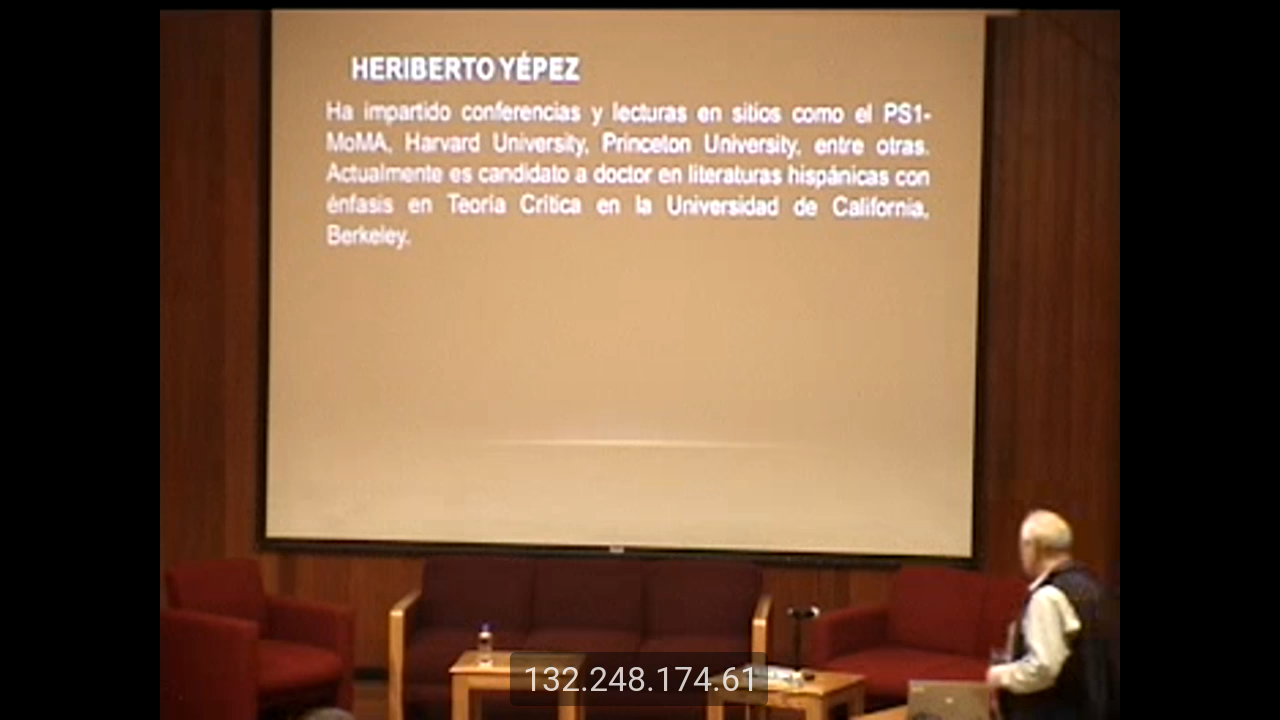 HERIBERTO YÉPEZ
Ha impartido conferencias y lecturas en sitios como el PS1-
MoMA, Harvard University, Princeton University, entre otras.
Actualmente es candidato a doctor en literaturas hispánicas con
énfasis en Teoría Crítica en la Universidad de California,
Berkeley.
132.248.174.61